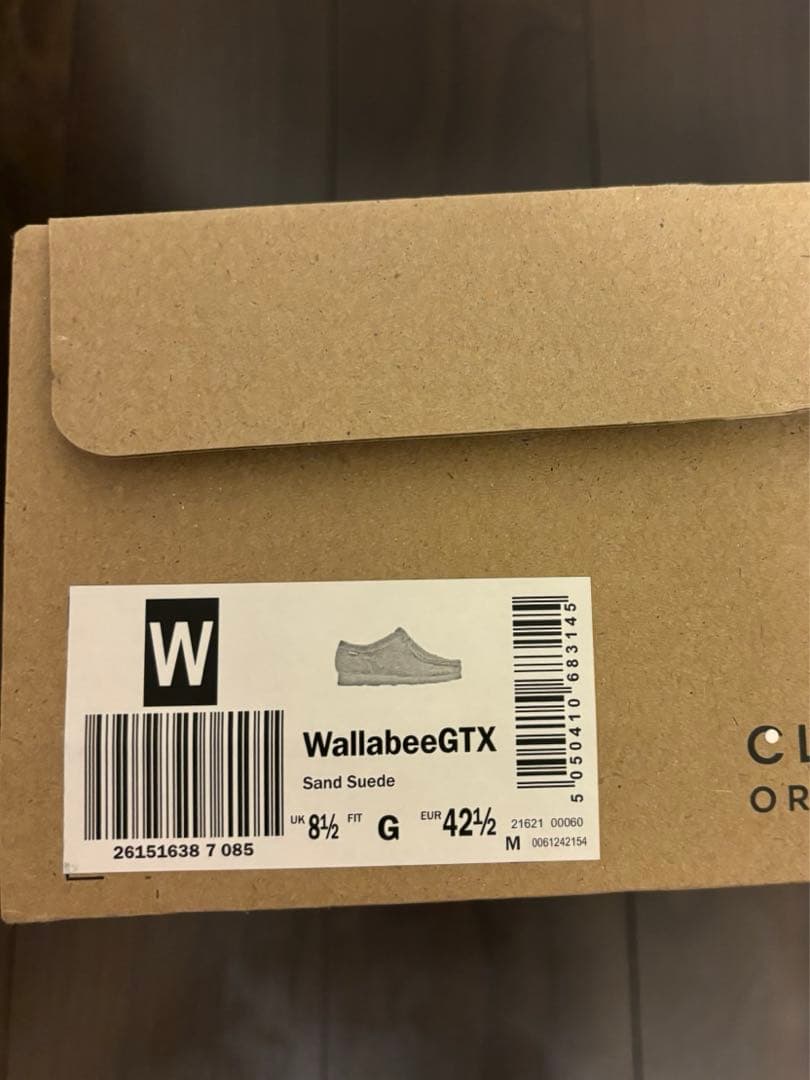 W
26151638 7 085
WallabeeGTX
Sand Suede
UK 8½ FIT G EUR 42½
5 050410 683145
21621 00060
M 0061242154
CL
OR